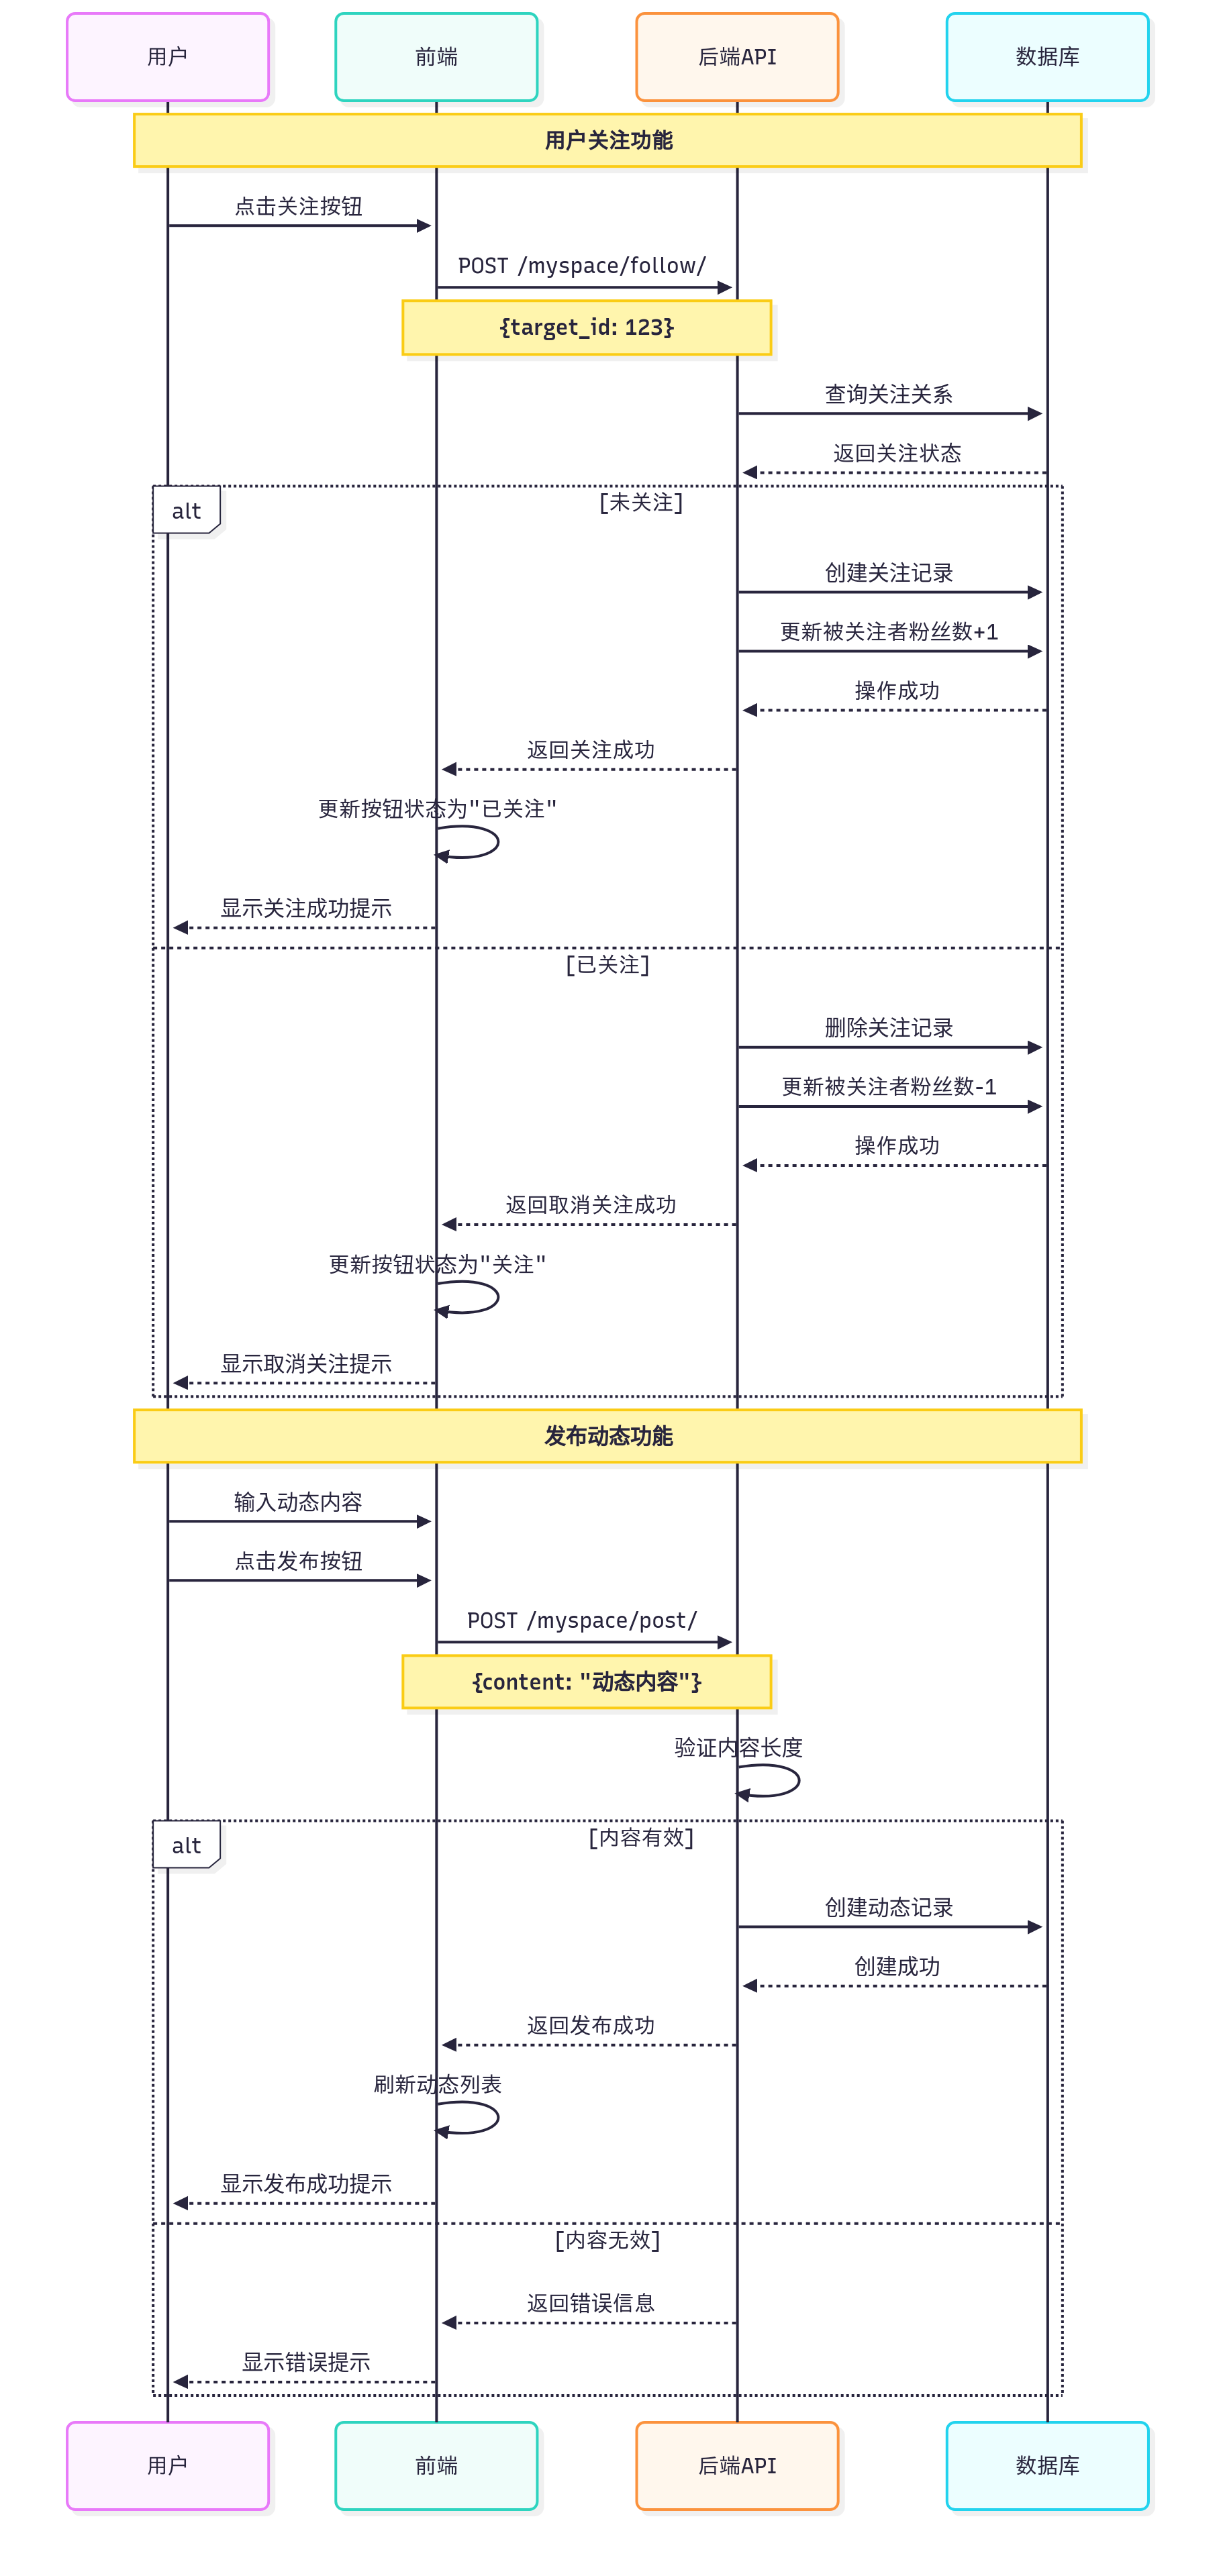 用户
前端
后端API
数据库
用户关注功能
点击关注按钮
POST /myspace/follow/
{target_id: 123}
查询关注关系
返回关注状态
alt
[未关注]
创建关注记录
更新被关注者粉丝数+1
操作成功
返回关注成功
更新按钮状态为"已关注"
显示关注成功提示
[已关注]
删除关注记录
更新被关注者粉丝数-1
操作成功
返回取消关注成功
更新按钮状态为"关注"
显示取消关注提示
发布动态功能
输入动态内容
点击发布按钮
POST /myspace/post/
{content: "动态内容"}
验证内容长度
alt
[内容有效]
创建动态记录
创建成功
返回发布成功
刷新动态列表
显示发布成功提示
[内容无效]
返回错误信息
显示错误提示
用户
前端
后端API
数据库